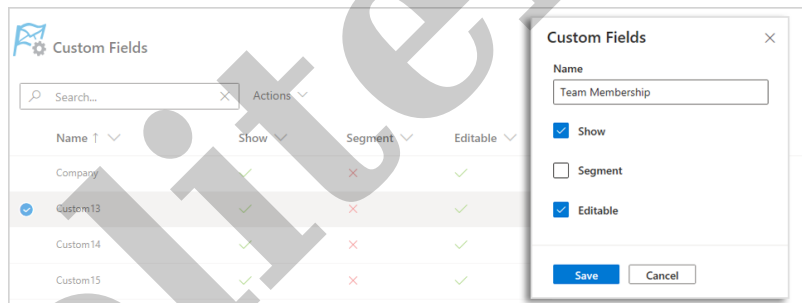 Custom Fields
Search...
Actions
Name ↑
Show
Segment
Editable
Company
Custom13
Custom14
Custom15
Custom Fields
Name
Team Membership
Show
Segment
Editable
Save
Cancel